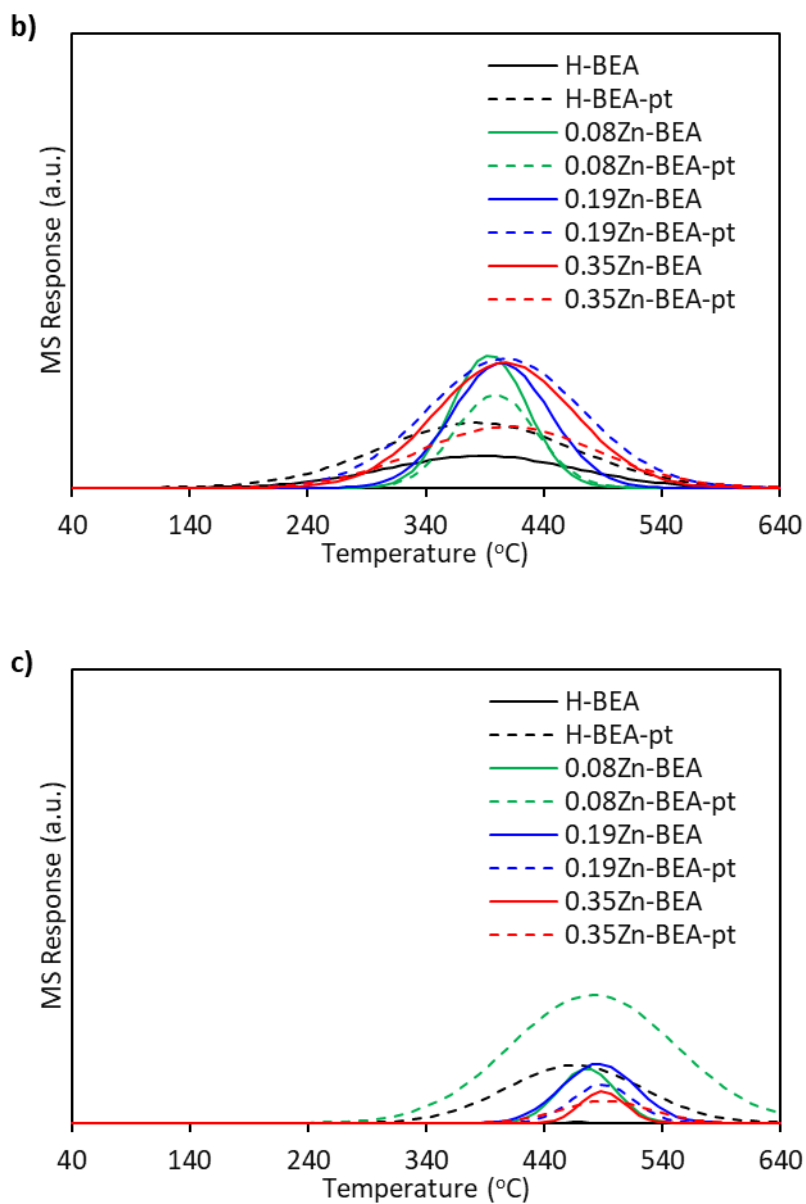 b)
MS Response (a.u.)
H-BEA
H-BEA-pt
0.08Zn-BEA
0.08Zn-BEA-pt
0.19Zn-BEA
0.19Zn-BEA-pt
0.35Zn-BEA
0.35Zn-BEA-pt
40 140 240 340 440 540 640
Temperature (°C)
c)
MS Response (a.u.)
H-BEA
H-BEA-pt
0.08Zn-BEA
0.08Zn-BEA-pt
0.19Zn-BEA
0.19Zn-BEA-pt
0.35Zn-BEA
0.35Zn-BEA-pt
40 140 240 340 440 540 640
Temperature (°C)